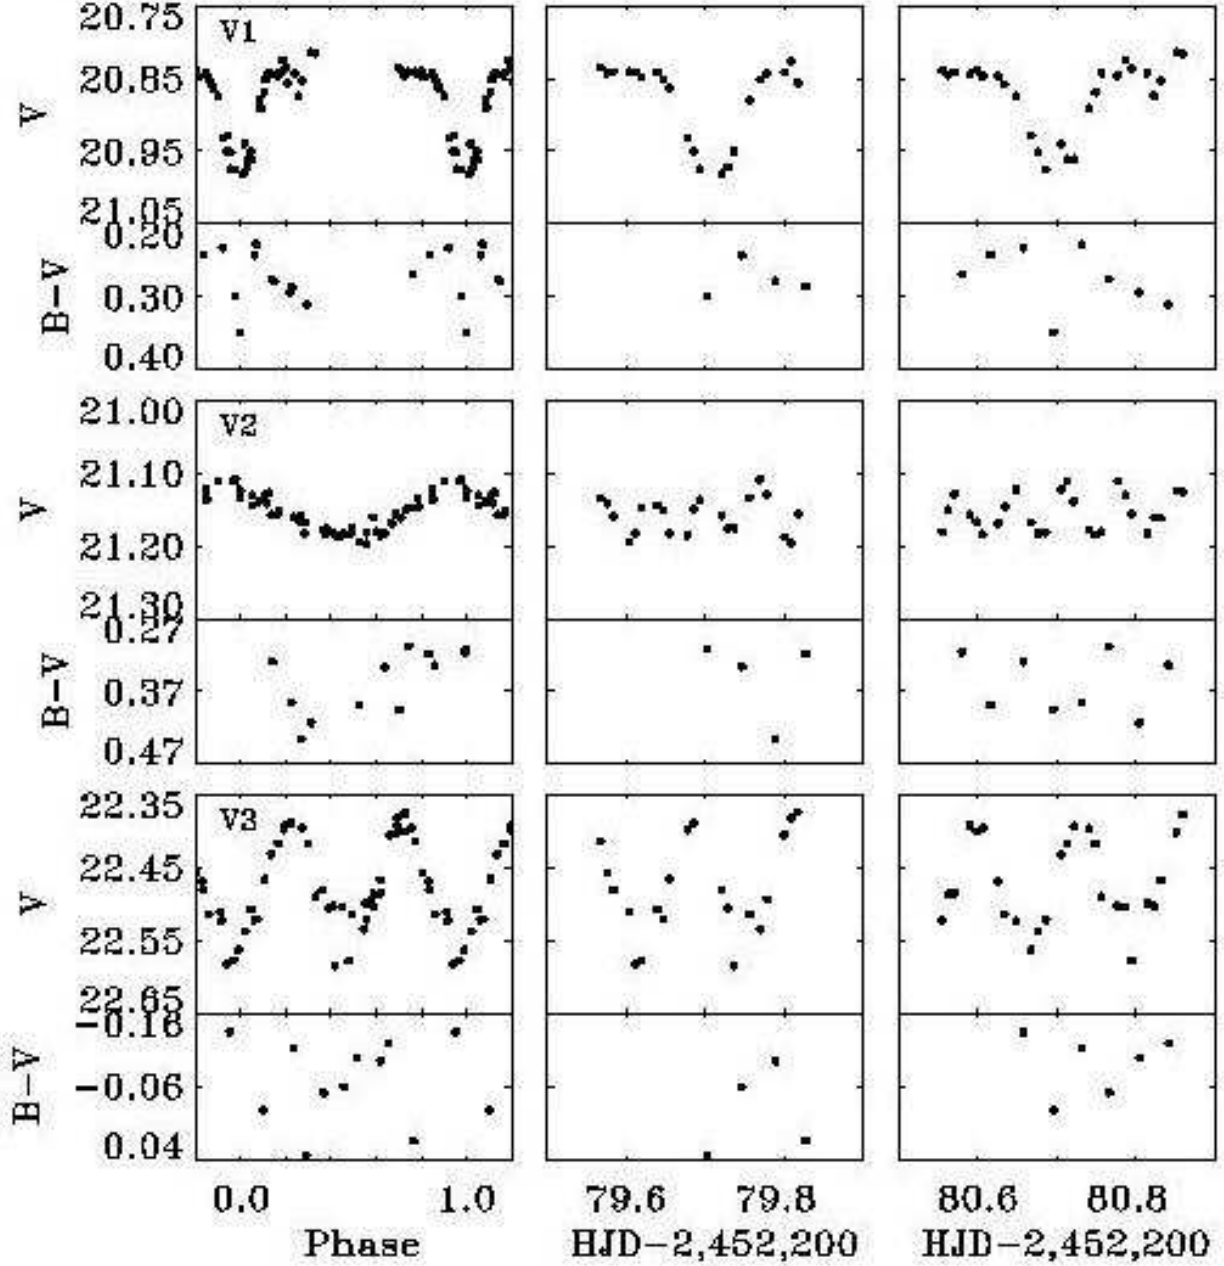 20.75
V1
20.85
V
20.95
21.05
0.20
B-V
0.30
0.40
21.00
V2
21.10
V
21.20
21.30
0.27
B-V
0.37
0.47
22.35
V3
22.45
V
22.55
22.65
-0.16
B-V
-0.06
0.04
0.0 1.0 79.6 79.8 80.6 80.8
Phase HJD-2,452,200 HJD-2,452,200